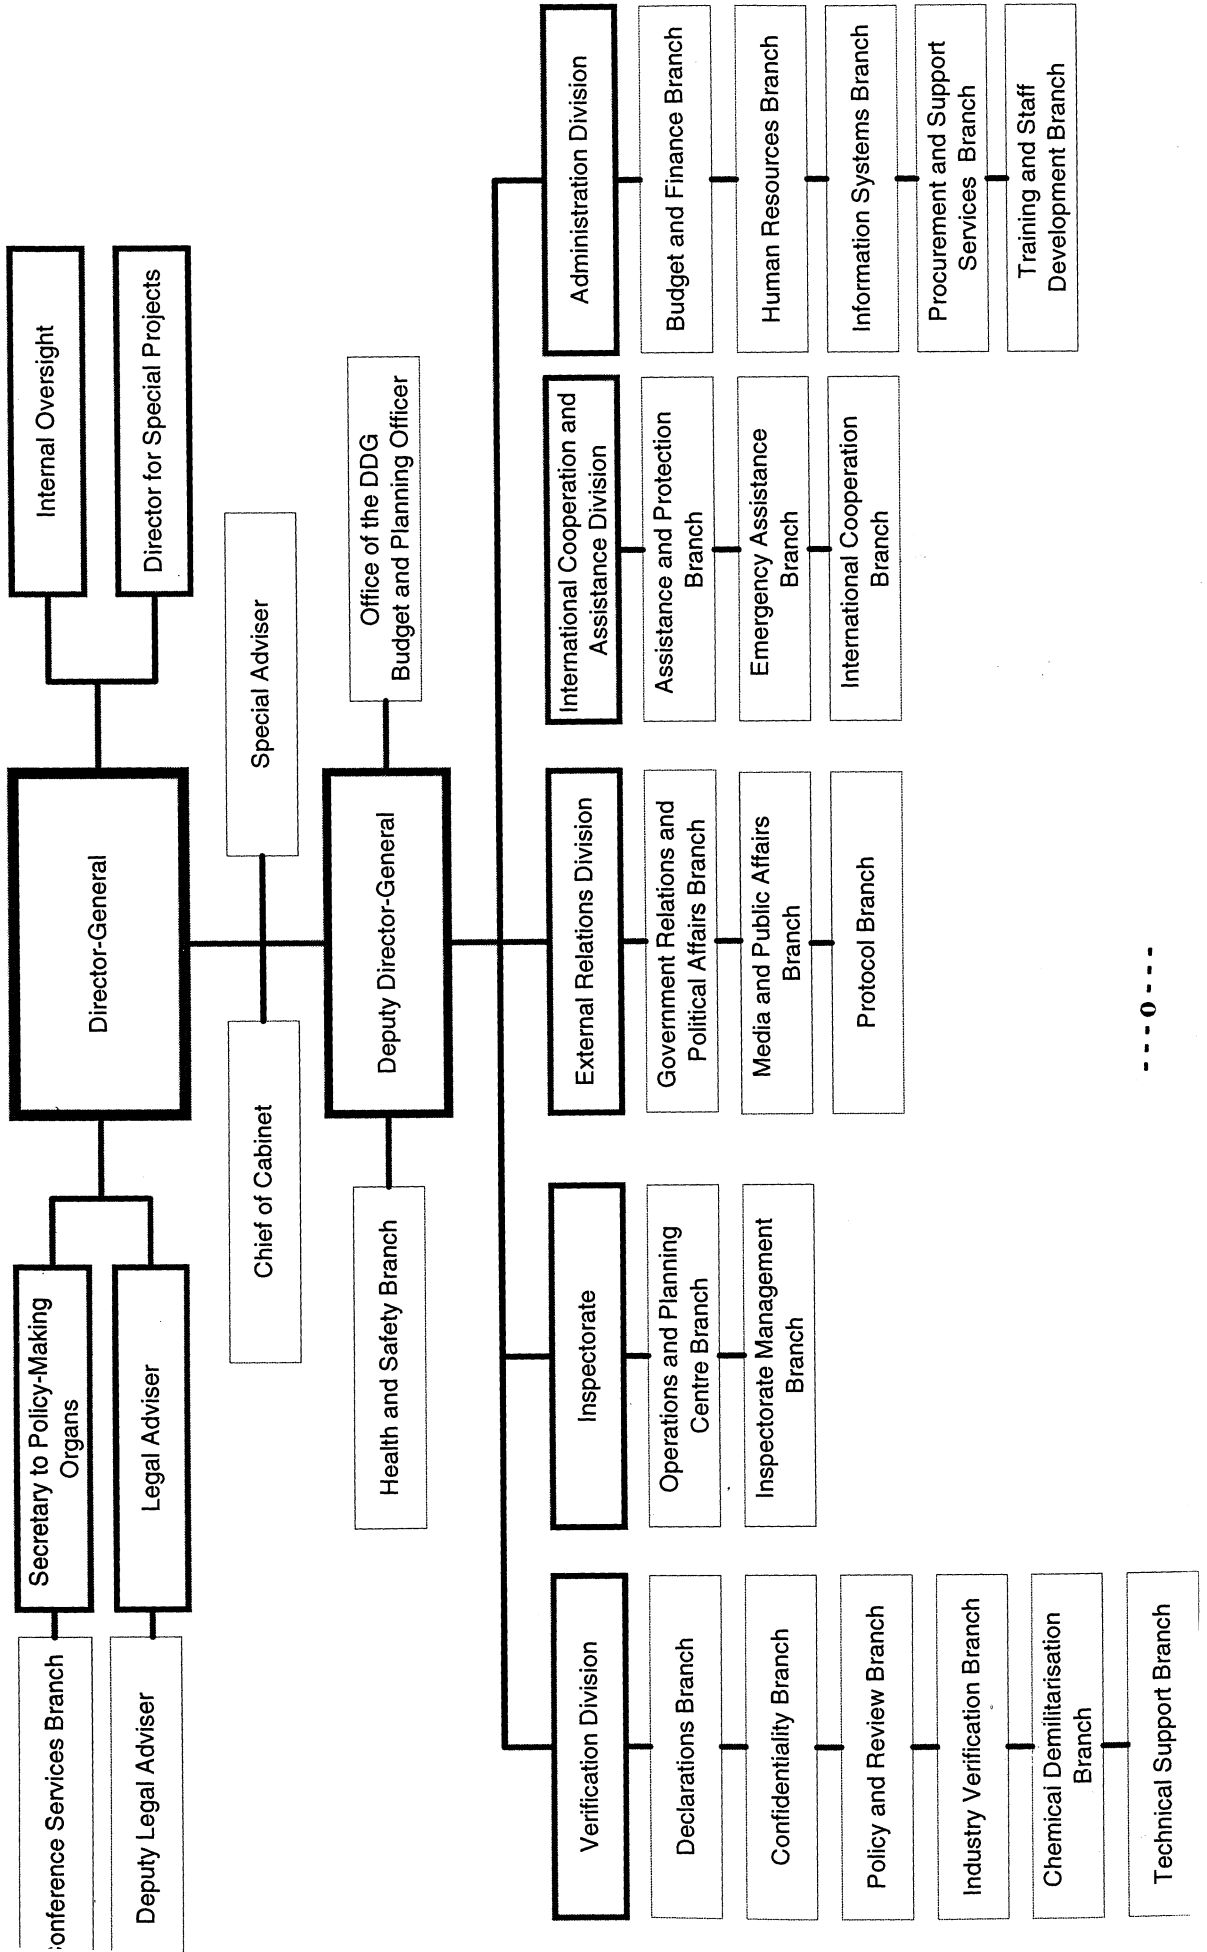 Director-General
Secretary to Policy-Making
Organs
Legal Adviser
Conference Services Branch
Deputy Legal Adviser
Internal Oversight
Director for Special Projects
Chief of Cabinet
Special Adviser
Deputy Director-General
Health and Safety Branch
Office of the DDG
Budget and Planning Officer
Verification Division
Declarations Branch
Confidentiality Branch
Policy and Review Branch
Industry Verification Branch
Chemical Demilitarisation
Branch
Technical Support Branch
Inspectorate
Operations and Planning
Centre Branch
Inspectorate Management
Branch
External Relations Division
Government Relations and
Political Affairs Branch
Media and Public Affairs
Branch
Protocol Branch
International Cooperation and
Assistance Division
Assistance and Protection
Branch
Emergency Assistance
Branch
International Cooperation
Branch
Administration Division
Budget and Finance Branch
Human Resources Branch
Information Systems Branch
Procurement and Support
Services Branch
Training and Staff
Development Branch
---o---